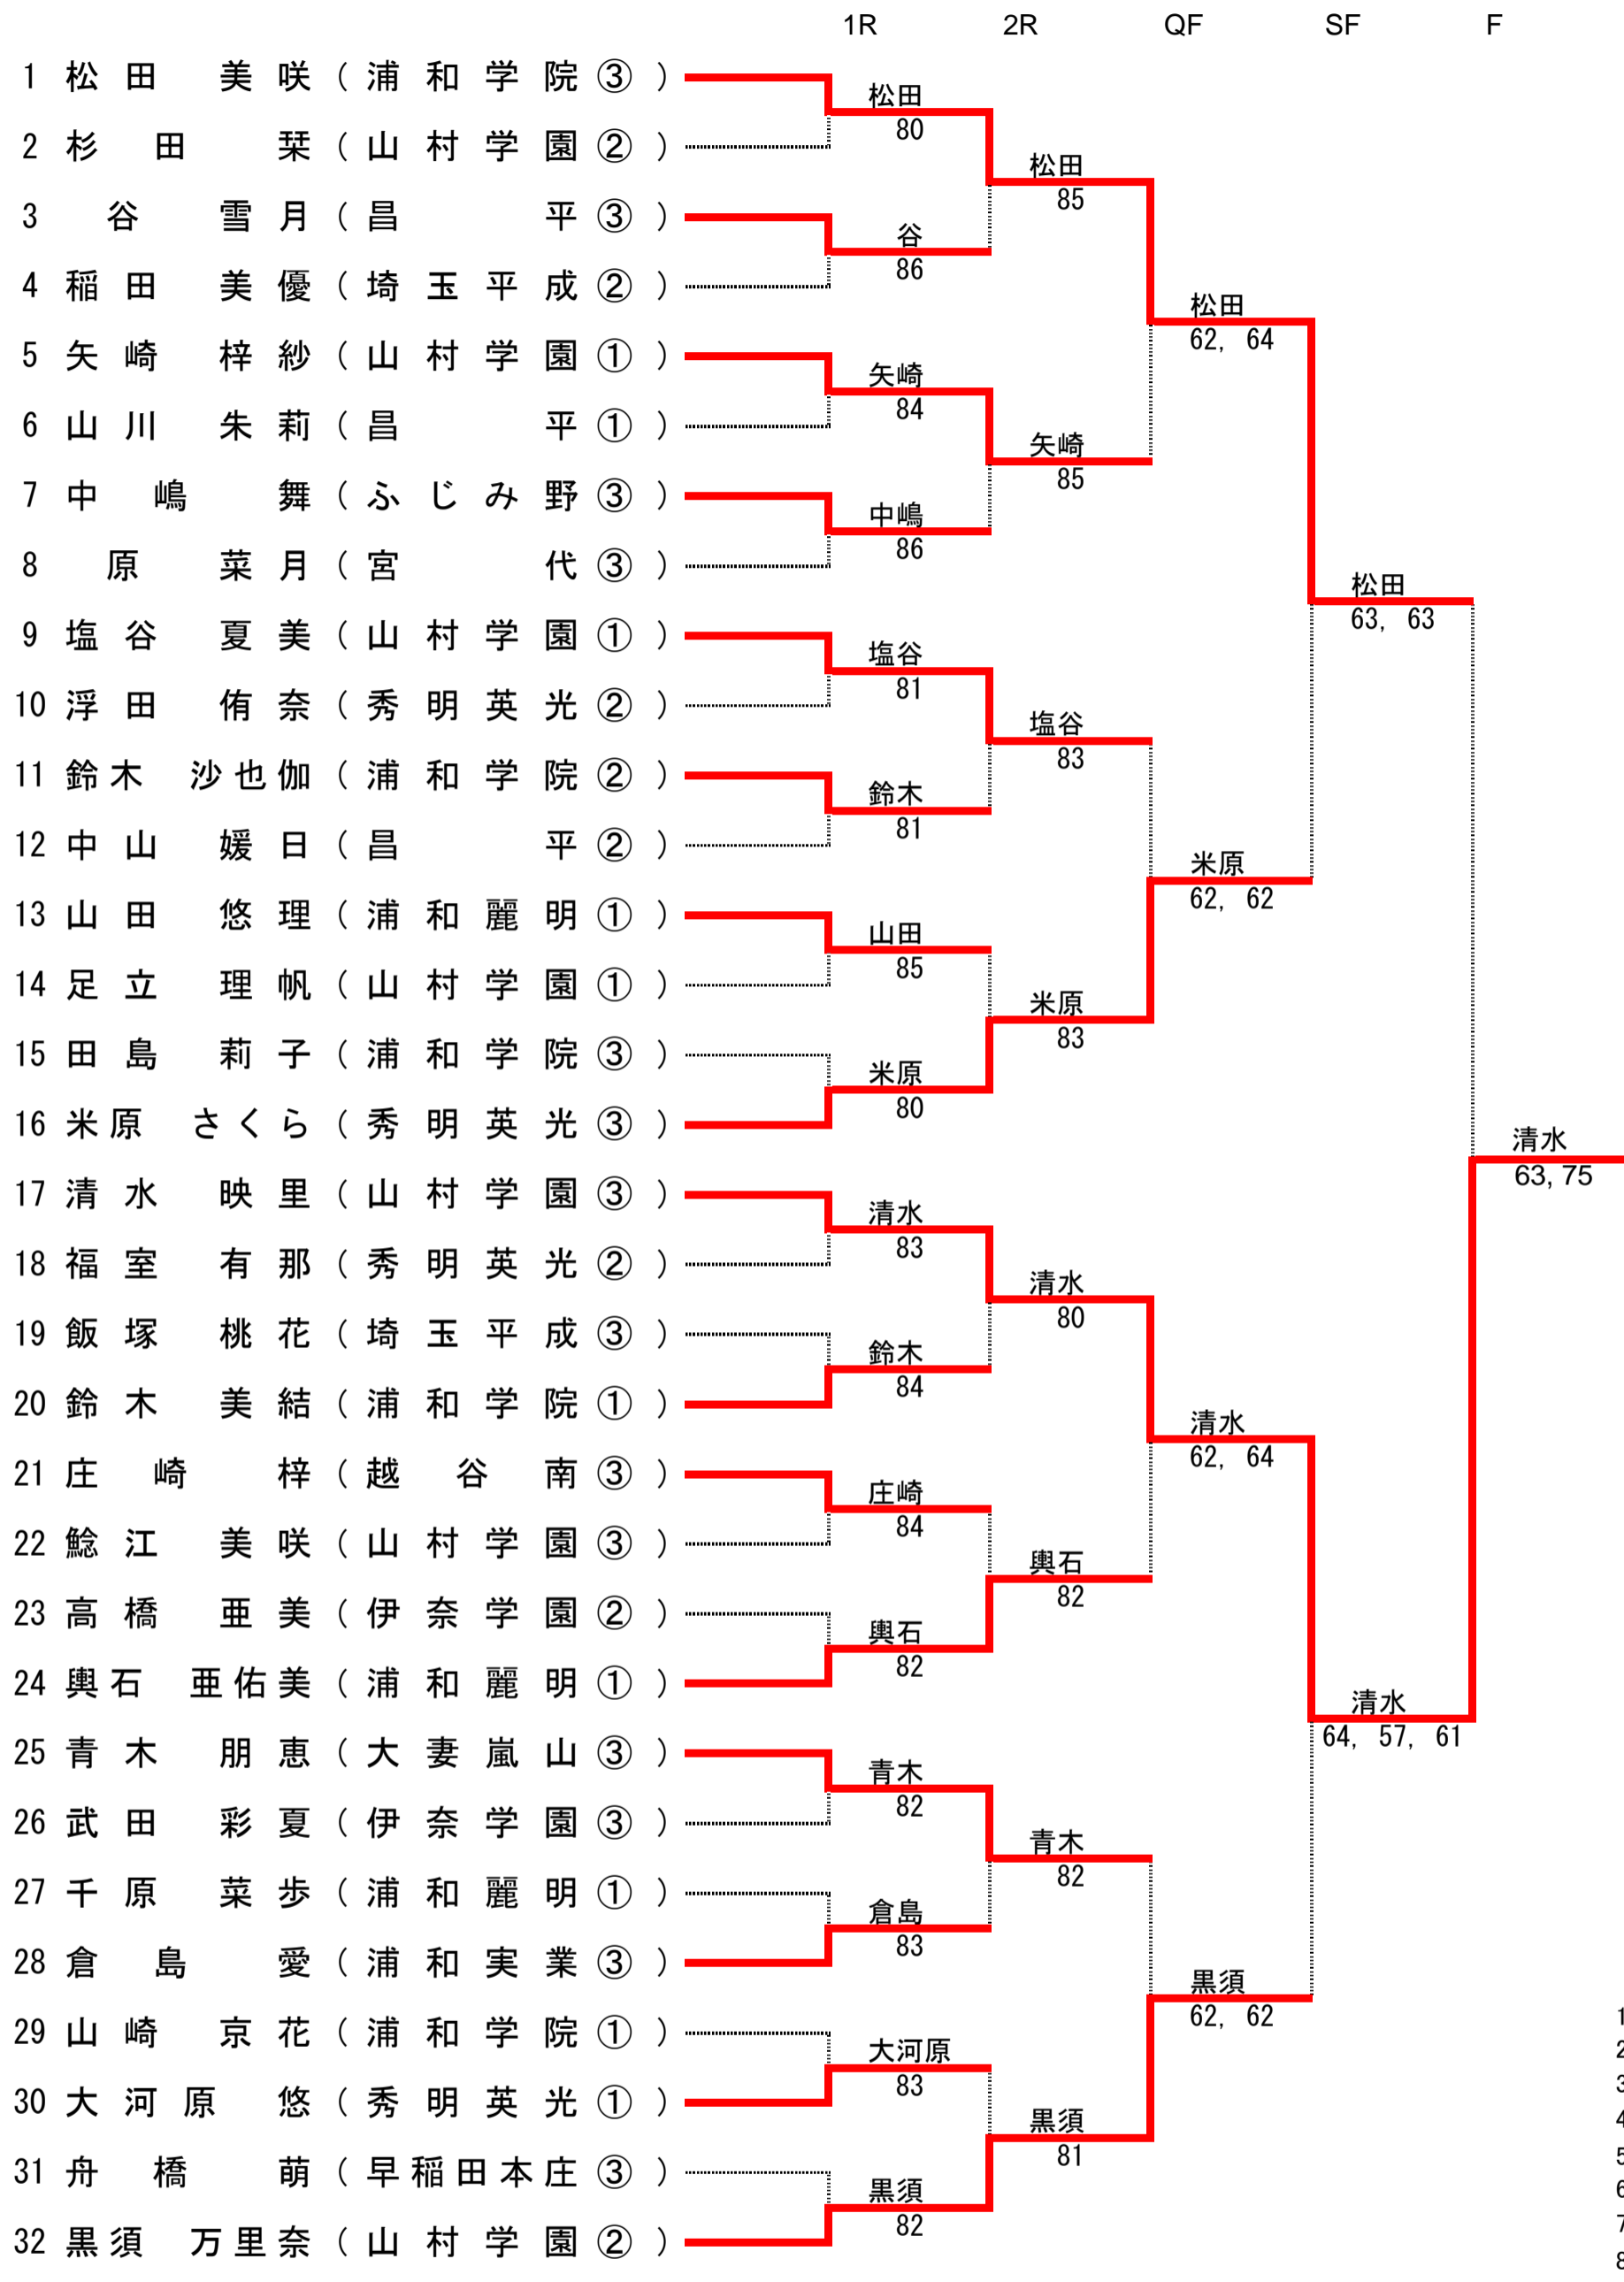 1R 2R QF SF F
1 松田 美咲 (浦和学院③)
松田
80
2 杉田 栞 (山村学園②)
松田
85
3 谷 雪月 (昌平③)
谷
86
4 稲田 美優 (埼玉平成②)
松田
62, 64
5 矢崎 梓紗 (山村学園①)
矢崎
84
6 山川 朱莉 (昌平①)
矢崎
85
7 中嶋 舞 (ふじみ野③)
中嶋
86
8 原 菜月 (宮代③)
松田
63, 63
9 塩谷 夏美 (山村学園①)
塩谷
81
10 浮田 侑奈 (秀明英光②)
塩谷
83
11 鈴木 沙也伽 (浦和学院②)
鈴木
81
12 中山 媛日 (昌平②)
米原
62, 62
13 山田 悠理 (浦和麗明①)
山田
85
14 足立 理帆 (山村学園①)
米原
83
15 田島 莉子 (浦和学院③)
米原
80
16 米原 さくら (秀明英光③)
清水
63, 75
17 清水 映里 (山村学園③)
清水
83
18 福室 有那 (秀明英光②)
清水
80
19 飯塚 桃花 (埼玉平成③)
鈴木
84
20 鈴木 美結 (浦和学院①)
清水
62, 64
21 庄崎 梓 (越谷南③)
庄崎
84
22 鯰江 美咲 (山村学園③)
輿石
82
23 高橋 亜美 (伊奈学園②)
輿石
82
24 輿石 亜佑美 (浦和麗明①)
清水
64, 57, 61
25 青木 朋恵 (大妻嵐山③)
青木
82
26 武田 彩夏 (伊奈学園③)
青木
82
27 千原 菜歩 (浦和麗明①)
倉島
83
28 倉島 愛 (浦和実業③)
黒須
62, 62
29 山崎 京花 (浦和学院①)
大河原
83
30 大河原 悠 (秀明英光①)
黒須
81
31 舟橋 萌 (早稲田本庄③)
黒須
82
32 黒須 万里奈 (山村学園②)
1
2
3
4
5
6
7
8